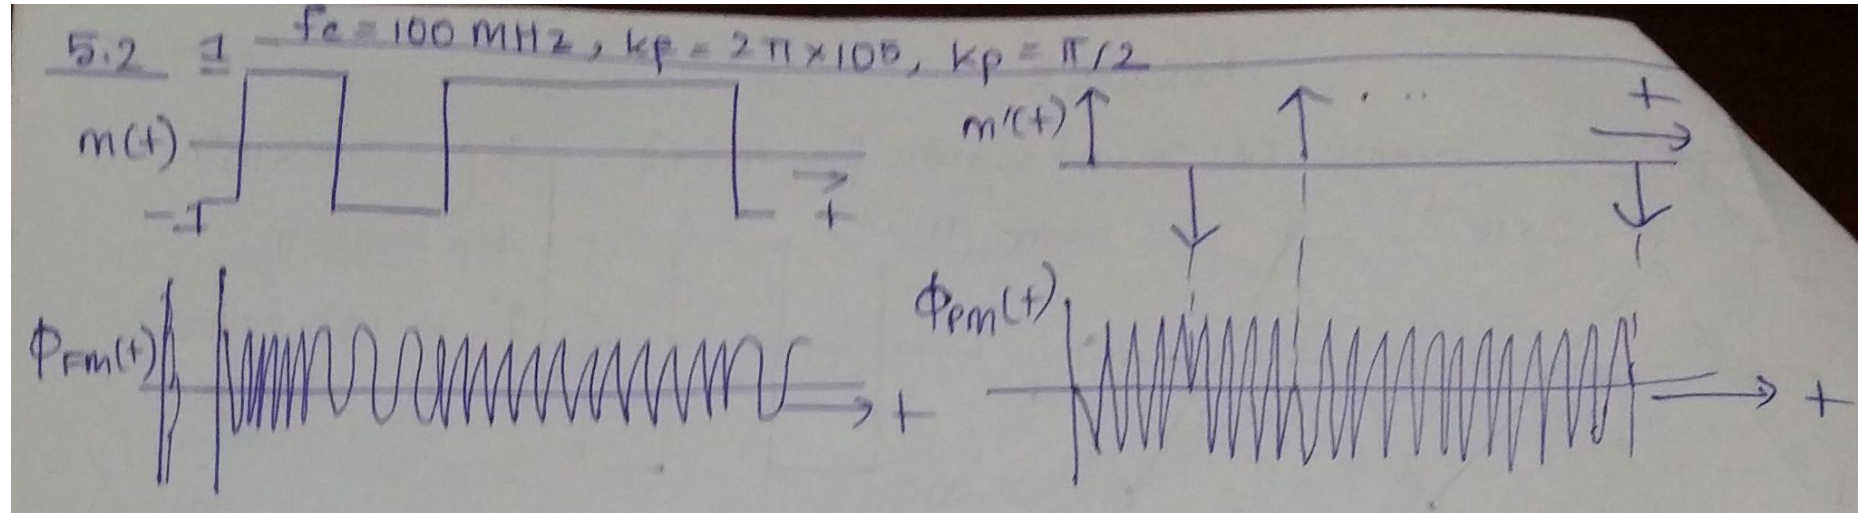 5.2 1 fc = 100 MHz, kf = 2π×105, kp = π/2
m(t) -1 t
m'(t) . .. t
φFm(t) t
φPm(t) t